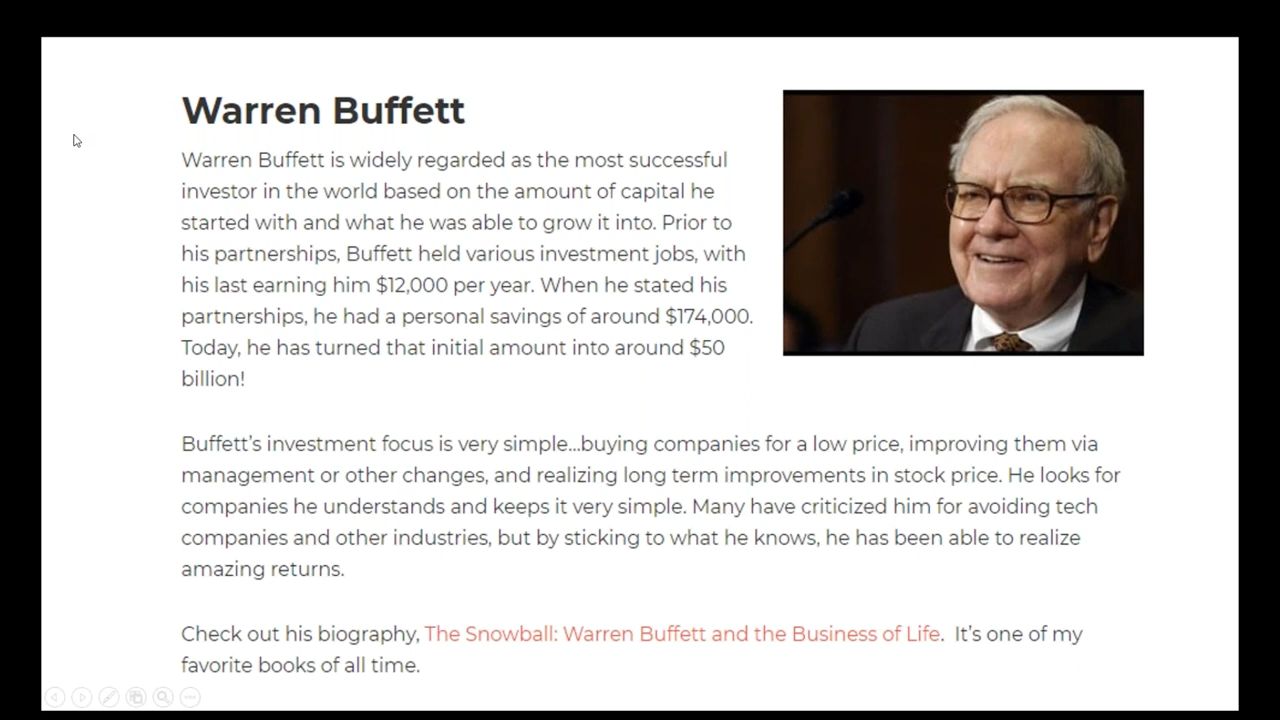 Warren Buffett
Warren Buffett is widely regarded as the most successful
investor in the world based on the amount of capital he
started with and what he was able to grow it into. Prior to
his partnerships, Buffett held various investment jobs, with
his last earning him $12,000 per year. When he stated his
partnerships, he had a personal savings of around $174,000.
Today, he has turned that initial amount into around $50
billion!
Buffett’s investment focus is very simple…buying companies for a low price, improving them via
management or other changes, and realizing long term improvements in stock price. He looks for
companies he understands and keeps it very simple. Many have criticized him for avoiding tech
companies and other industries, but by sticking to what he knows, he has been able to realize
amazing returns.
Check out his biography, The Snowball: Warren Buffett and the Business of Life.  It’s one of my
favorite books of all time.